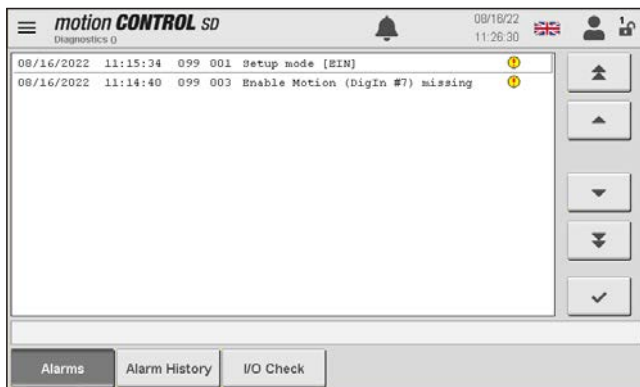 motion CONTROL SD
Diagnostics ()
08/16/22
11:26:30
1
08/16/2022 11:15:34 099 001 Setup mode [EIN]
08/16/2022 11:14:40 099 003 Enable Motion (DigIn #7) missing
Alarms
Alarm History
I/O Check